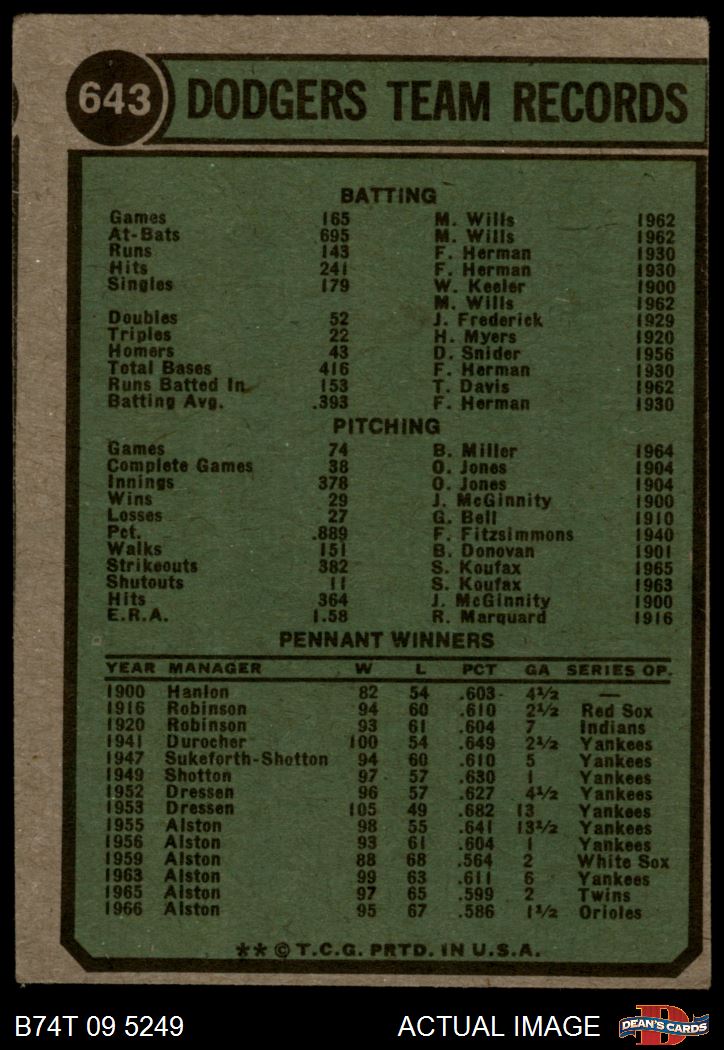 643 DODGERS TEAM RECORDS
BATTING
Games 165 M. Wills 1962
At-Bats 695 M. Wills 1962
Runs 143 F. Herman 1930
Hits 241 F. Herman 1930
Singles 179 W. Keeler 1900
M. Wills 1962
Doubles 52 J. Frederick 1929
Triples 22 H. Myers 1920
Homers 43 D. Snider 1956
Total Bases 416 F. Herman 1930
Runs Batted In 153 T. Davis 1962
Batting Avg. .393 F. Herman 1930
PITCHING
Games 74 B. Miller 1964
Complete Games 38 O. Jones 1904
Innings 378 O. Jones 1904
Wins 29 J. McGinnity 1900
Losses 27 G. Bell 1910
Pct. .889 F. Fitzsimmons 1940
Walks 151 B. Donovan 1901
Strikeouts 382 S. Koufax 1965
Shutouts 11 S. Koufax 1963
Hits 364 J. McGinnity 1900
E.R.A. 1.58 R. Marquard 1916
PENNANT WINNERS
YEAR MANAGER W L PCT GA SERIES OP.
1900 Hanlon 82 54 .603 4½ —
1916 Robinson 94 60 .610 2½ Red Sox
1920 Robinson 93 61 .604 7 Indians
1941 Durocher 100 54 .649 2½ Yankees
1947 Sukeforth-Shotton 94 60 .610 5 Yankees
1949 Shotton 97 57 .630 1 Yankees
1952 Dressen 96 57 .627 4½ Yankees
1953 Dressen 105 49 .682 13 Yankees
1955 Alston 98 55 .641 13½ Yankees
1956 Alston 93 61 .604 1 Yankees
1959 Alston 88 68 .564 2 White Sox
1963 Alston 99 63 .611 6 Yankees
1965 Alston 97 65 .599 2 Twins
1966 Alston 95 67 .586 1½ Orioles
** © T.C.G. PRTD. IN U.S.A.
B74T 09 5249 ACTUAL IMAGE D DEAN'S CARDS